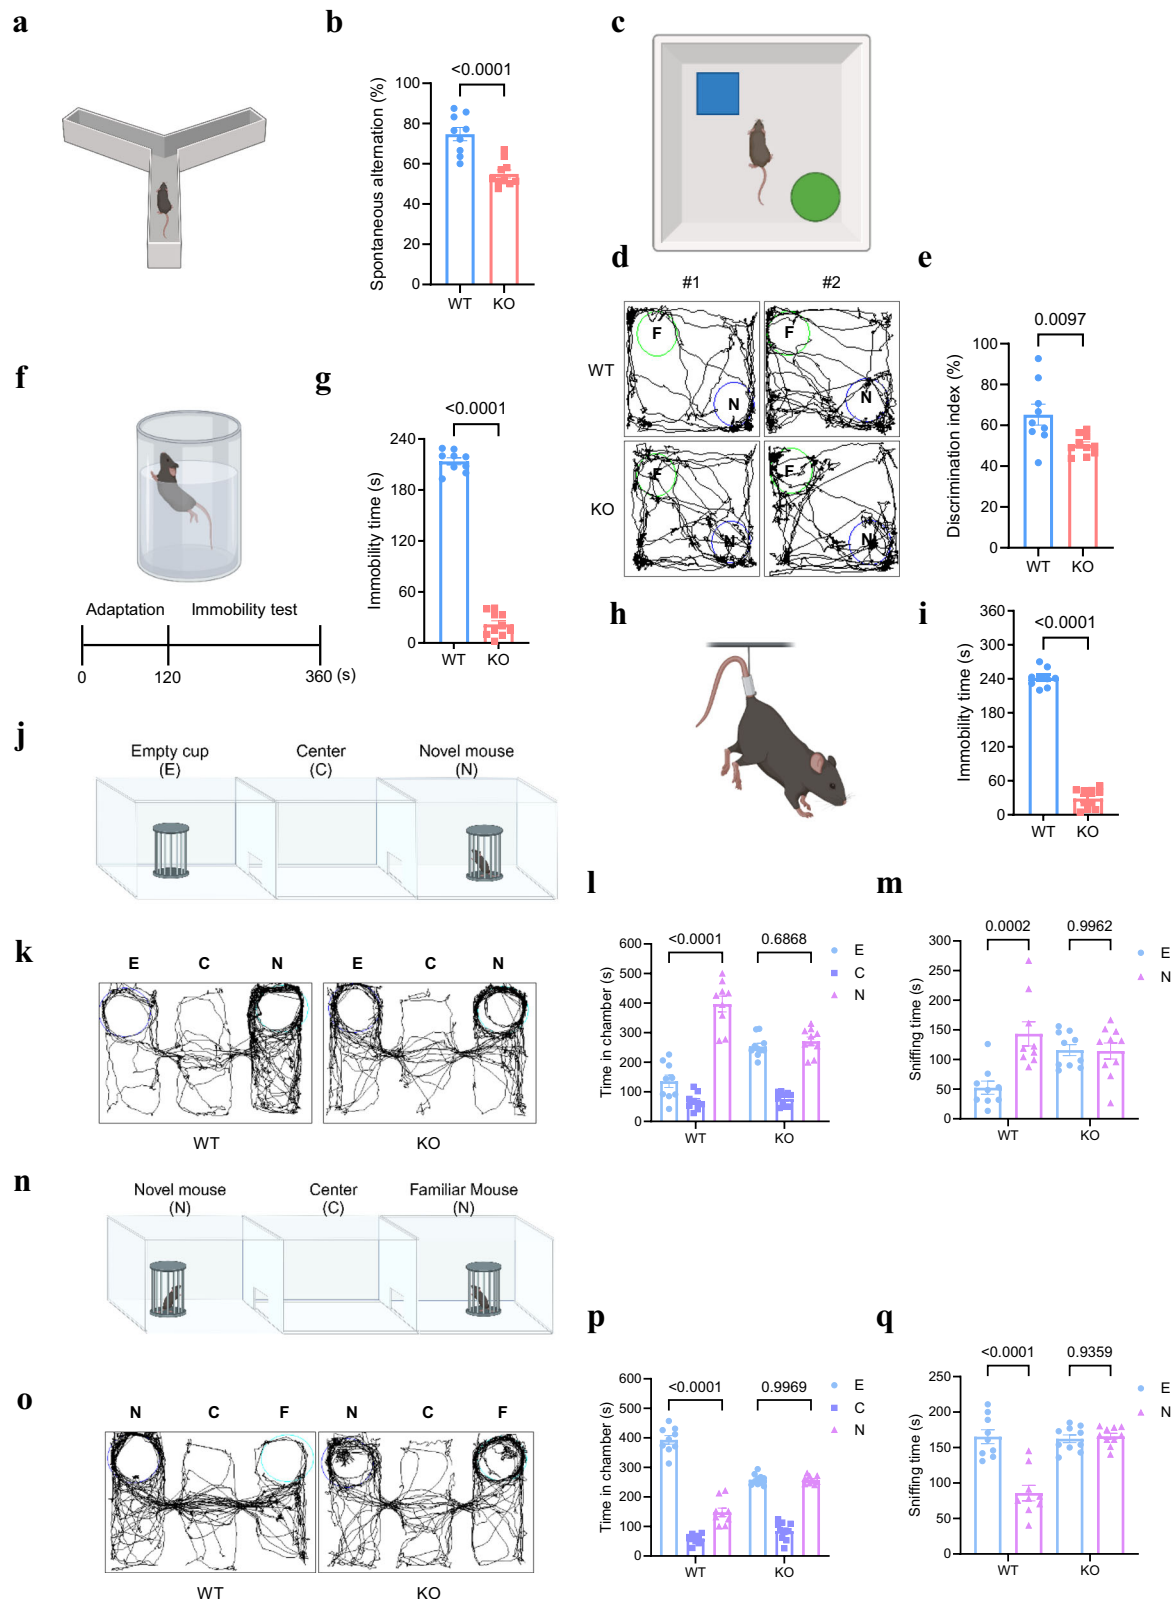 a
b
Spontaneous alternation (%)
<0.0001
100
80
60
40
20
0
WT KO
c
d
#1 #2
WT
F
N
F
N
KO
F
N
F
N
e
Discrimination index (%)
0.0097
100
80
60
40
20
0
WT KO
f
Adaptation Immobility test
0 120 360 (s)
g
Immobility time (s)
<0.0001
240
180
120
60
0
WT KO
h
i
Immobility time (s)
<0.0001
360
300
240
180
120
60
0
WT KO
j
Empty cup
(E)
Center
(C)
Novel mouse
(N)
k
E C N E C N
WT KO
l
Time in chamber (s)
<0.0001 0.6868
600
500
400
300
200
100
0
WT KO
E
C
N
m
Sniffing time (s)
0.0002 0.9962
300
250
200
150
100
50
0
WT KO
E
N
n
Novel mouse
(N)
Center
(C)
Familiar Mouse
(N)
o
N C F N C F
WT KO
p
Time in chamber (s)
<0.0001 0.9969
600
500
400
300
200
100
0
WT KO
E
C
N
q
Sniffing time (s)
<0.0001 0.9359
250
200
150
100
50
0
WT KO
E
N